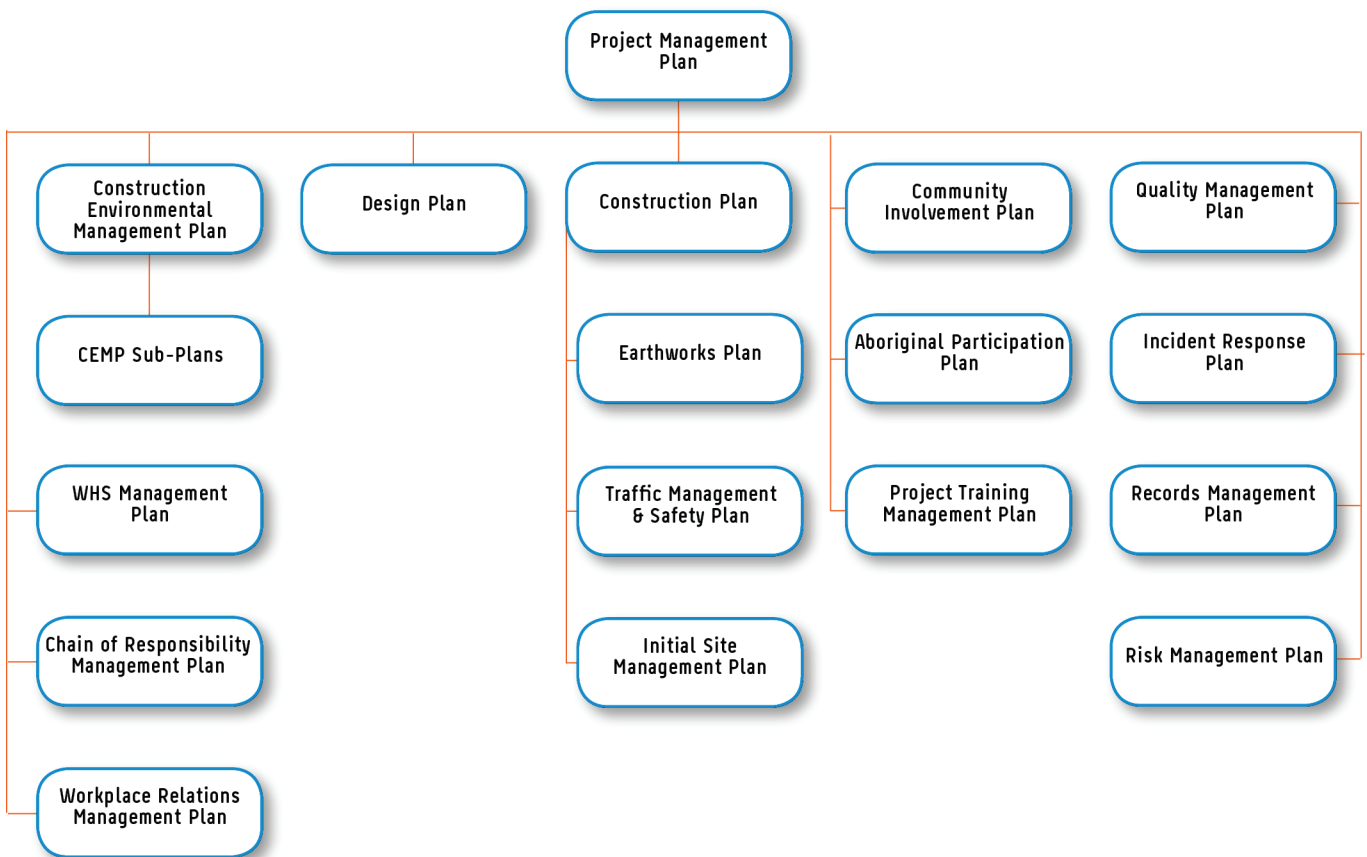 Project Management
Plan
Construction
Environmental
Management Plan
Design Plan
Construction Plan
Community
Involvement Plan
Quality Management
Plan
CEMP Sub-Plans
Earthworks Plan
Aboriginal Participation
Plan
Incident Response
Plan
WHS Management
Plan
Traffic Management
& Safety Plan
Project Training
Management Plan
Records Management
Plan
Chain of Responsibility
Management Plan
Initial Site
Management Plan
Risk Management Plan
Workplace Relations
Management Plan